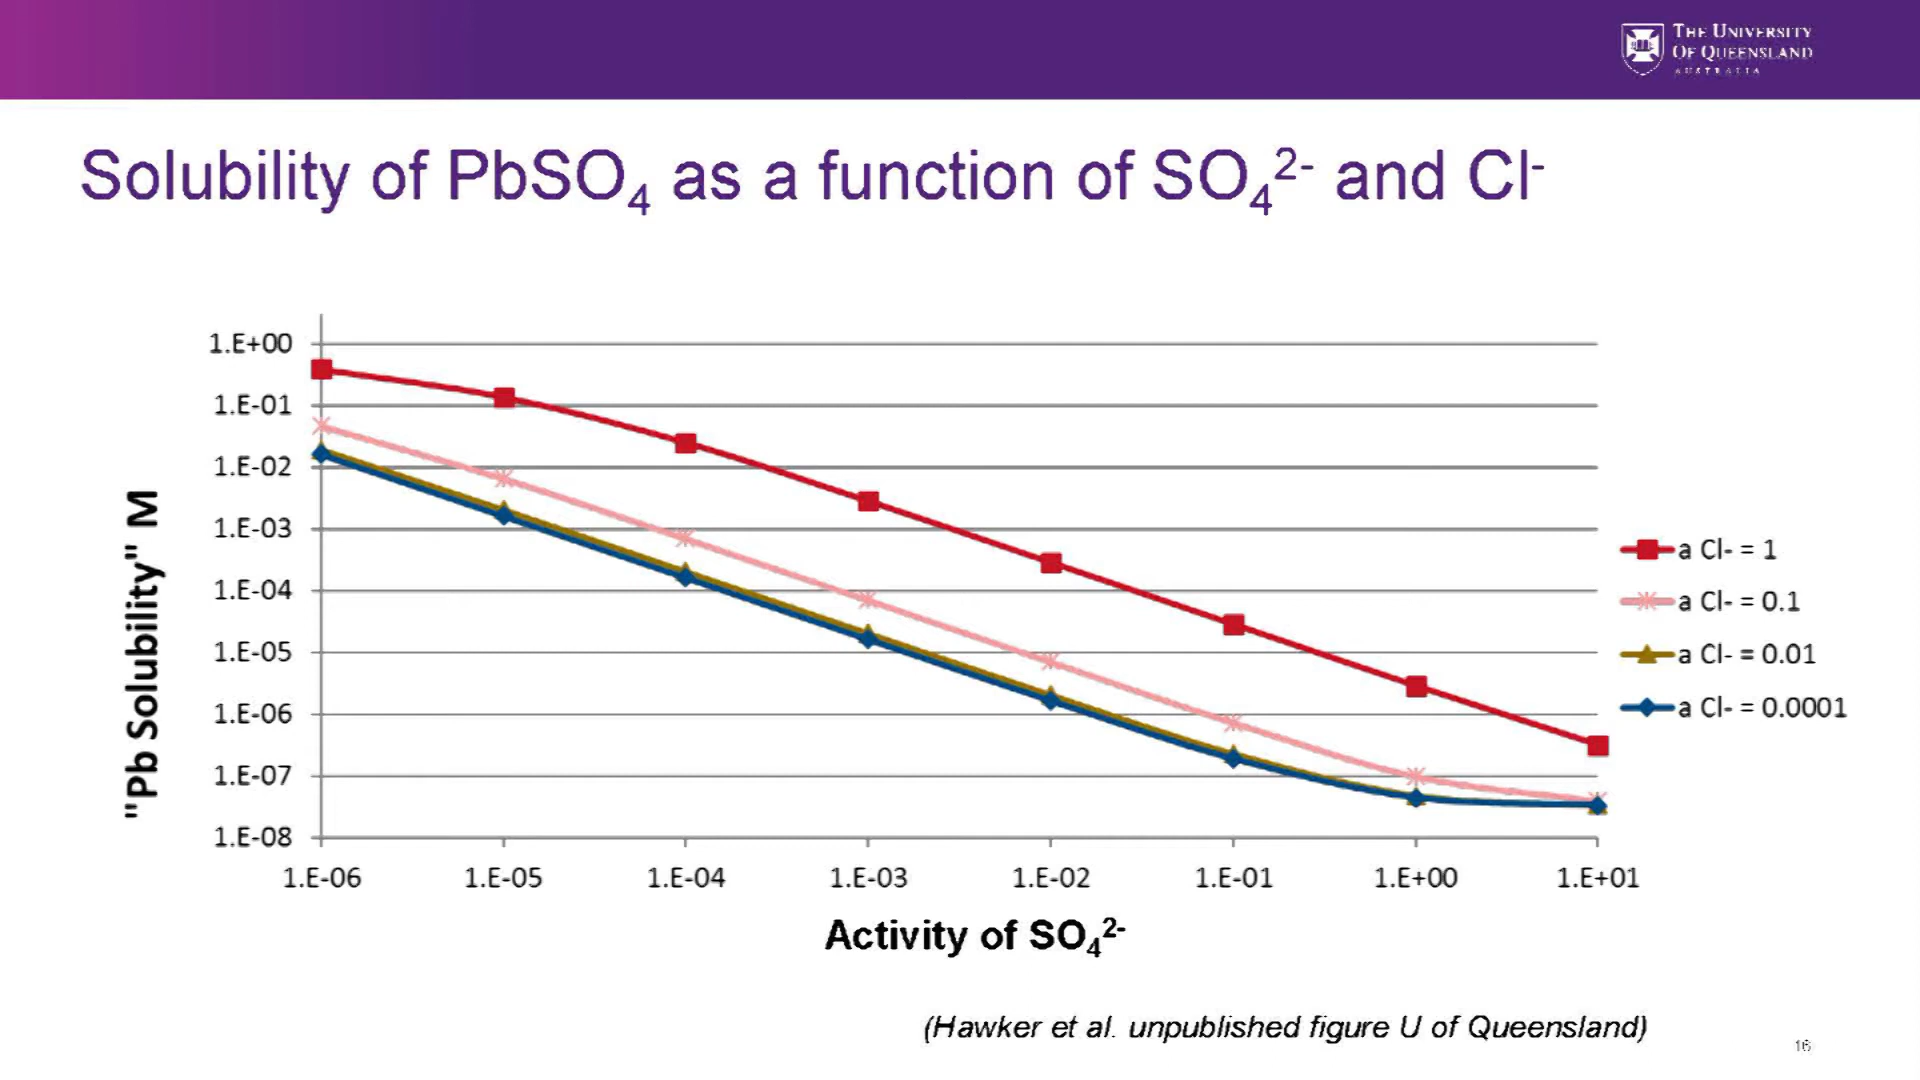 THE UNIVERSITY
OF QUEENSLAND
AUSTRALIA
Solubility of PbSO₄ as a function of SO₄²⁻ and Cl⁻
"Pb Solubility" M
1.E+00
1.E-01
1.E-02
1.E-03
1.E-04
1.E-05
1.E-06
1.E-07
1.E-08
1.E-06 1.E-05 1.E-04 1.E-03 1.E-02 1.E-01 1.E+00 1.E+01
Activity of SO₄²⁻
a Cl- = 1
a Cl- = 0.1
a Cl- = 0.01
a Cl- = 0.0001
(Hawker et al. unpublished figure U of Queensland)
16